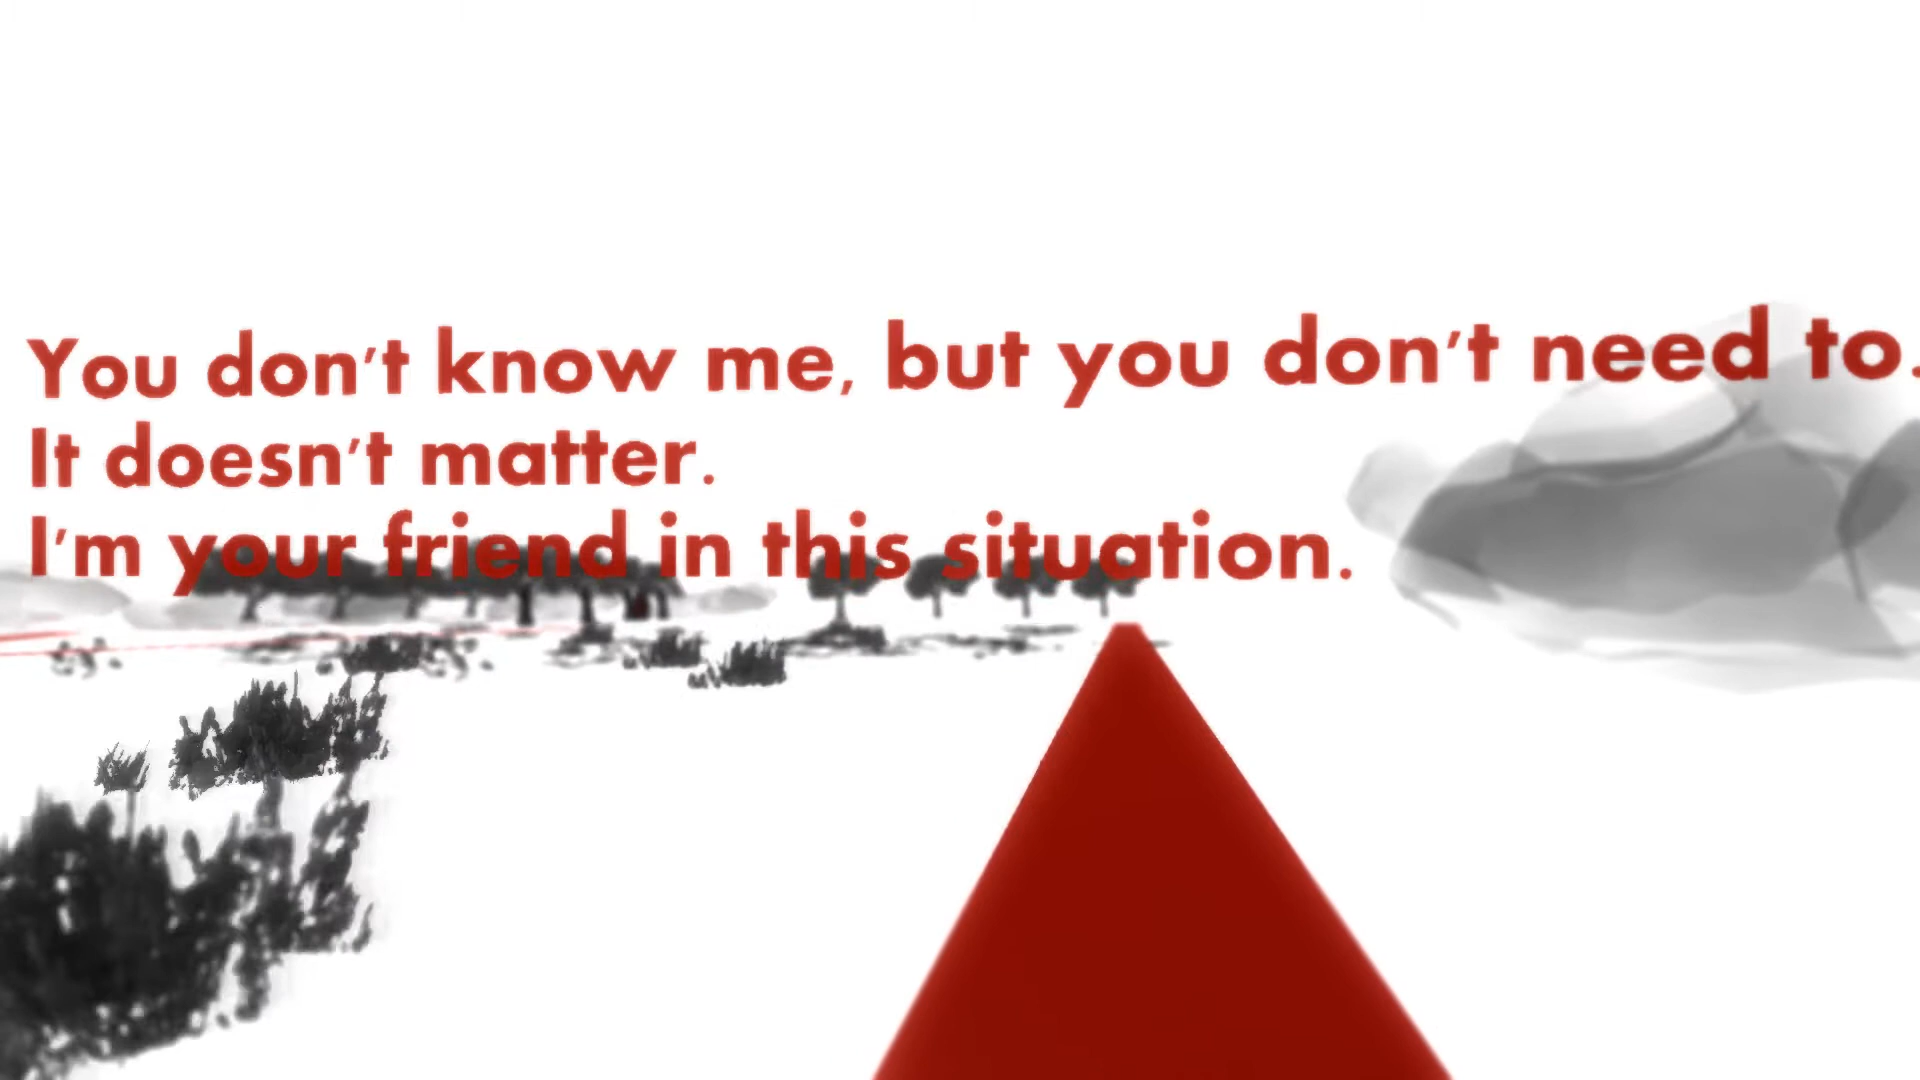 You don't know me, but you don't need to.
It doesn't matter.
I'm your friend in this situation.